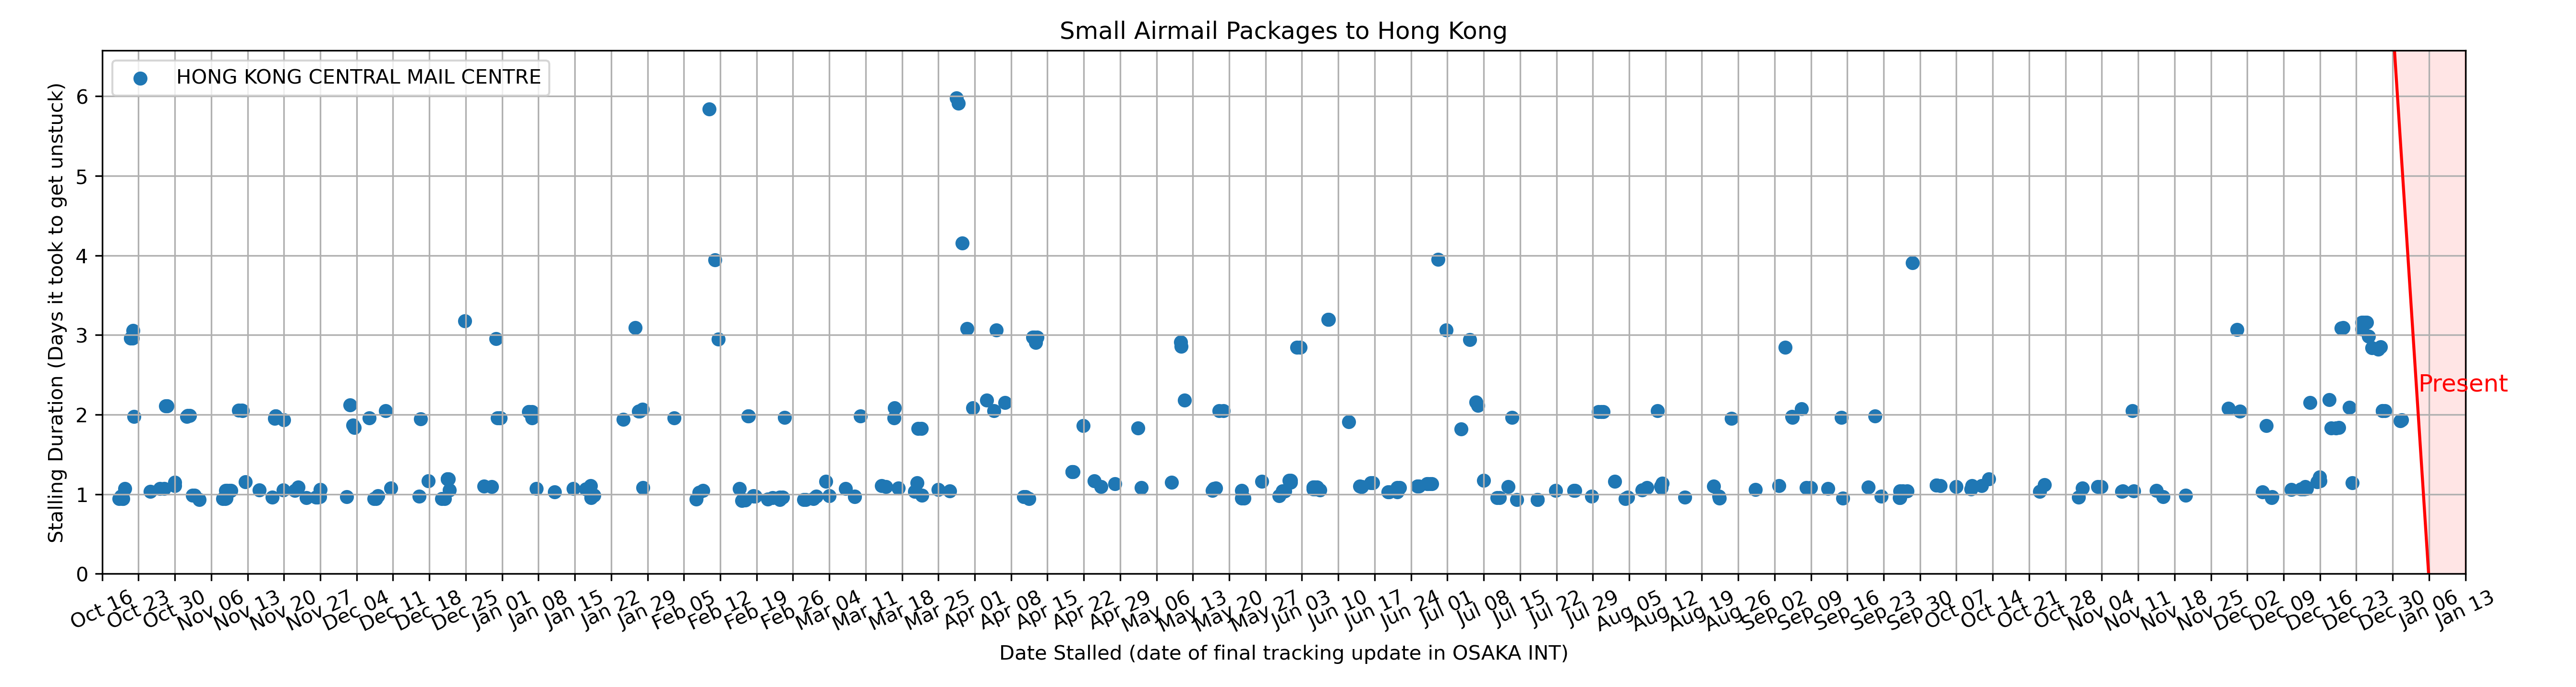 Small Airmail Packages to Hong Kong
HONG KONG CENTRAL MAIL CENTRE
Stalling Duration (Days it took to get unstuck)
6
5
4
3
2
1
0
Present
Oct 16
Oct 23
Oct 30
Nov 06
Nov 13
Nov 20
Nov 27
Dec 04
Dec 11
Dec 18
Dec 25
Jan 01
Jan 08
Jan 15
Jan 22
Jan 29
Feb 05
Feb 12
Feb 19
Feb 26
Mar 04
Mar 11
Mar 18
Mar 25
Apr 01
Apr 08
Apr 15
Apr 22
Apr 29
May 06
May 13
May 20
May 27
Jun 03
Jun 10
Jun 17
Jun 24
Jul 01
Jul 08
Jul 15
Jul 22
Jul 29
Aug 05
Aug 12
Aug 19
Aug 26
Sep 02
Sep 09
Sep 16
Sep 23
Sep 30
Oct 07
Oct 14
Oct 21
Oct 28
Nov 04
Nov 11
Nov 18
Nov 25
Dec 02
Dec 09
Dec 16
Dec 23
Dec 30
Jan 06
Jan 13
Date Stalled (date of final tracking update in OSAKA INT)